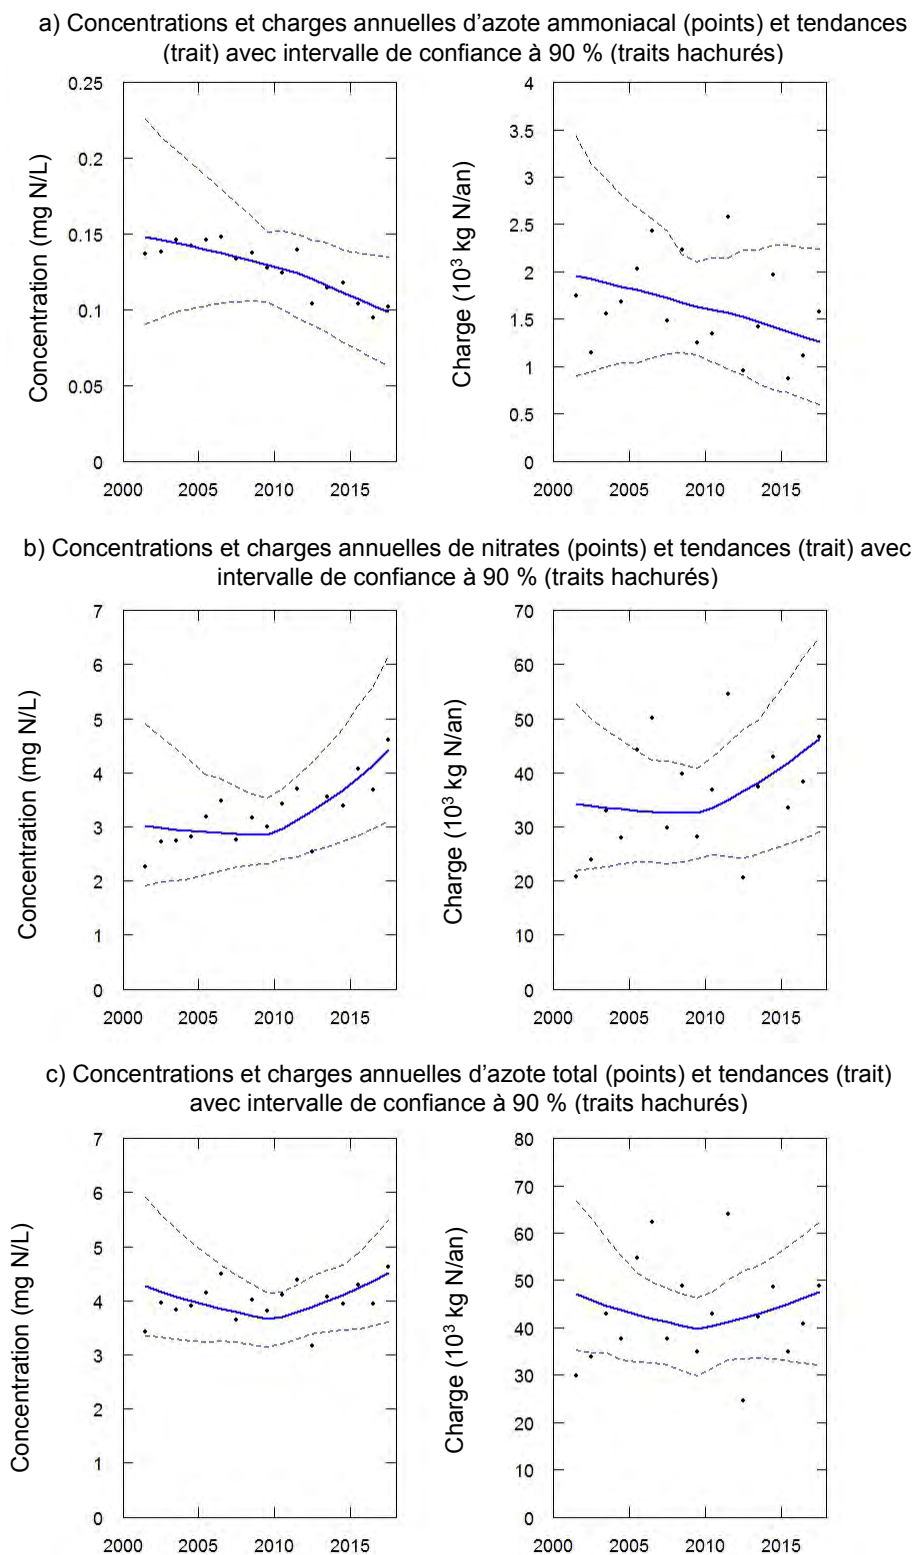 a) Concentrations et charges annuelles d'azote ammoniacal (points) et tendances
(trait) avec intervalle de confiance à 90 % (traits hachurés)
Concentration (mg N/L)
0.25
0.2
0.15
0.1
0.05
0
2000 2005 2010 2015
Charge (10³ kg N/an)
4
3.5
3
2.5
2
1.5
1
0.5
0
2000 2005 2010 2015
b) Concentrations et charges annuelles de nitrates (points) et tendances (trait) avec
intervalle de confiance à 90 % (traits hachurés)
Concentration (mg N/L)
7
6
5
4
3
2
1
0
2000 2005 2010 2015
Charge (10³ kg N/an)
70
60
50
40
30
20
10
0
2000 2005 2010 2015
c) Concentrations et charges annuelles d'azote total (points) et tendances (trait)
avec intervalle de confiance à 90 % (traits hachurés)
Concentration (mg N/L)
7
6
5
4
3
2
1
0
2000 2005 2010 2015
Charge (10³ kg N/an)
80
70
60
50
40
30
20
10
0
2000 2005 2010 2015